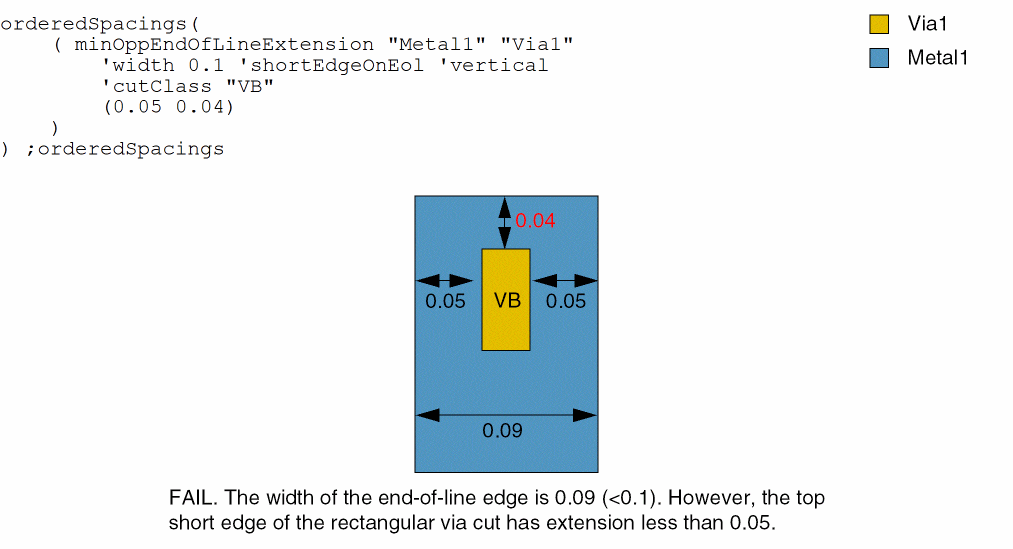 orderedSpacings(
( minOppEndOfLineExtension "Metal1" "Via1"
'width 0.1 'shortEdgeOnEol 'vertical
'cutClass "VB"
(0.05 0.04)
)
) ;orderedSpacings
Via1
Metal1
0.04
0.05
VB
0.05
0.09
FAIL. The width of the end-of-line edge is 0.09 (<0.1). However, the top
short edge of the rectangular via cut has extension less than 0.05.